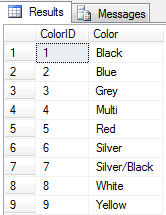 Results Messages
ColorID Color
1 1 Black
2 2 Blue
3 3 Grey
4 4 Multi
5 5 Red
6 6 Silver
7 7 Silver/Black
8 8 White
9 9 Yellow